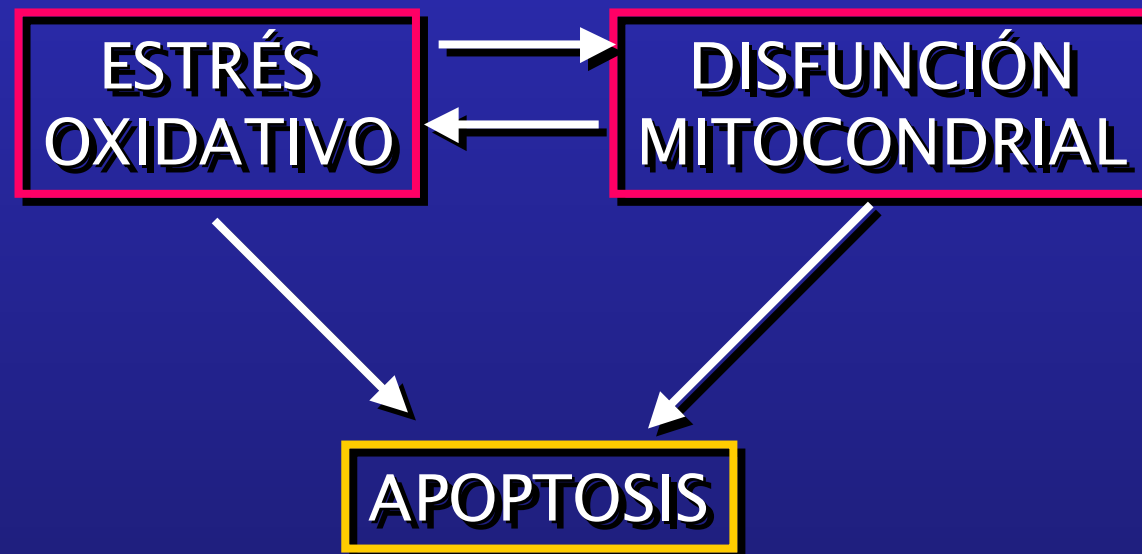 ESTRÉS
OXIDATIVO
DISFUNCIÓN
MITOCONDRIAL
APOPTOSIS